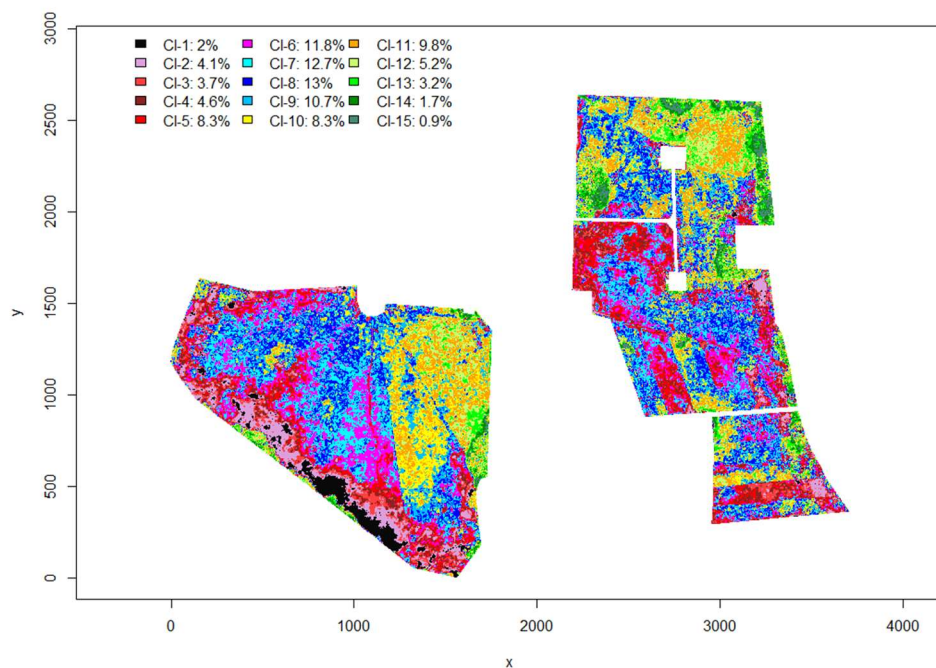 3000
Cl-1: 2% Cl-6: 11.8% Cl-11: 9.8%
Cl-2: 4.1% Cl-7: 12.7% Cl-12: 5.2%
Cl-3: 3.7% Cl-8: 13% Cl-13: 3.2%
Cl-4: 4.6% Cl-9: 10.7% Cl-14: 1.7%
Cl-5: 8.3% Cl-10: 8.3% Cl-15: 0.9%
2500
2000
1500
y
1000
500
0
0 1000 2000 3000 4000
x